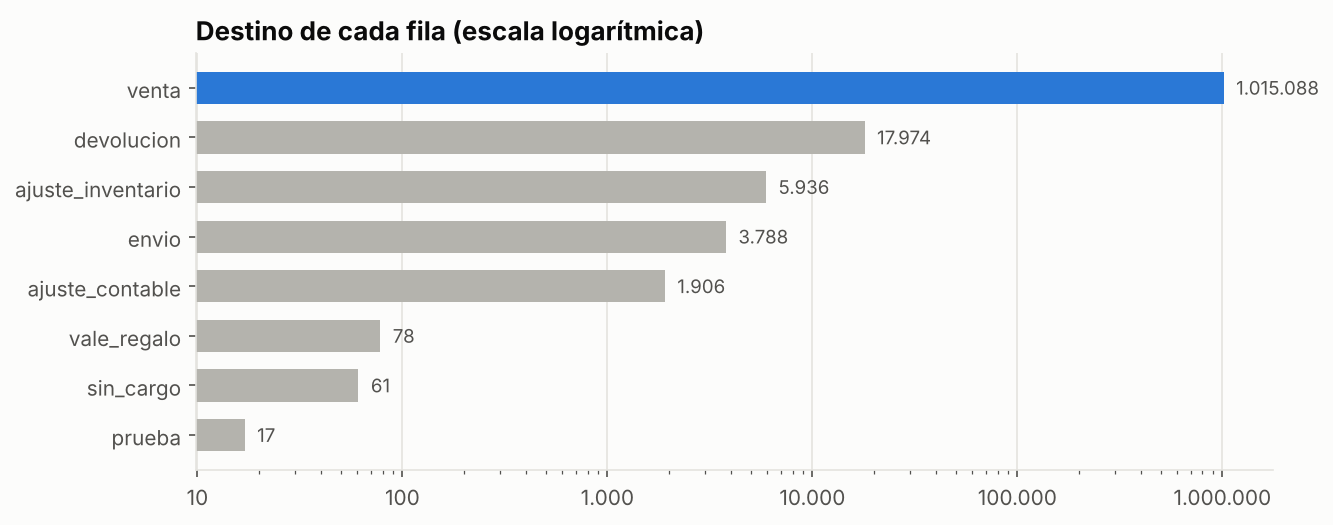 Destino de cada fila (escala logarítmica)
venta 1.015.088
devolucion 17.974
ajuste_inventario 5.936
envio 3.788
ajuste_contable 1.906
vale_regalo 78
sin_cargo 61
prueba 17
10 100 1.000 10.000 100.000 1.000.000